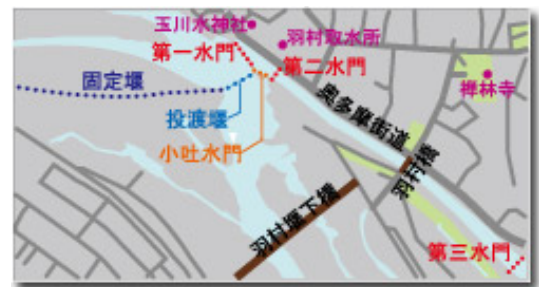 玉川水神社
羽村取水所
第一水門
第二水門
固定堰
禅林寺
投渡堰
奥多摩街道
小吐水門
羽村橋
羽村堰下橋
第三水門